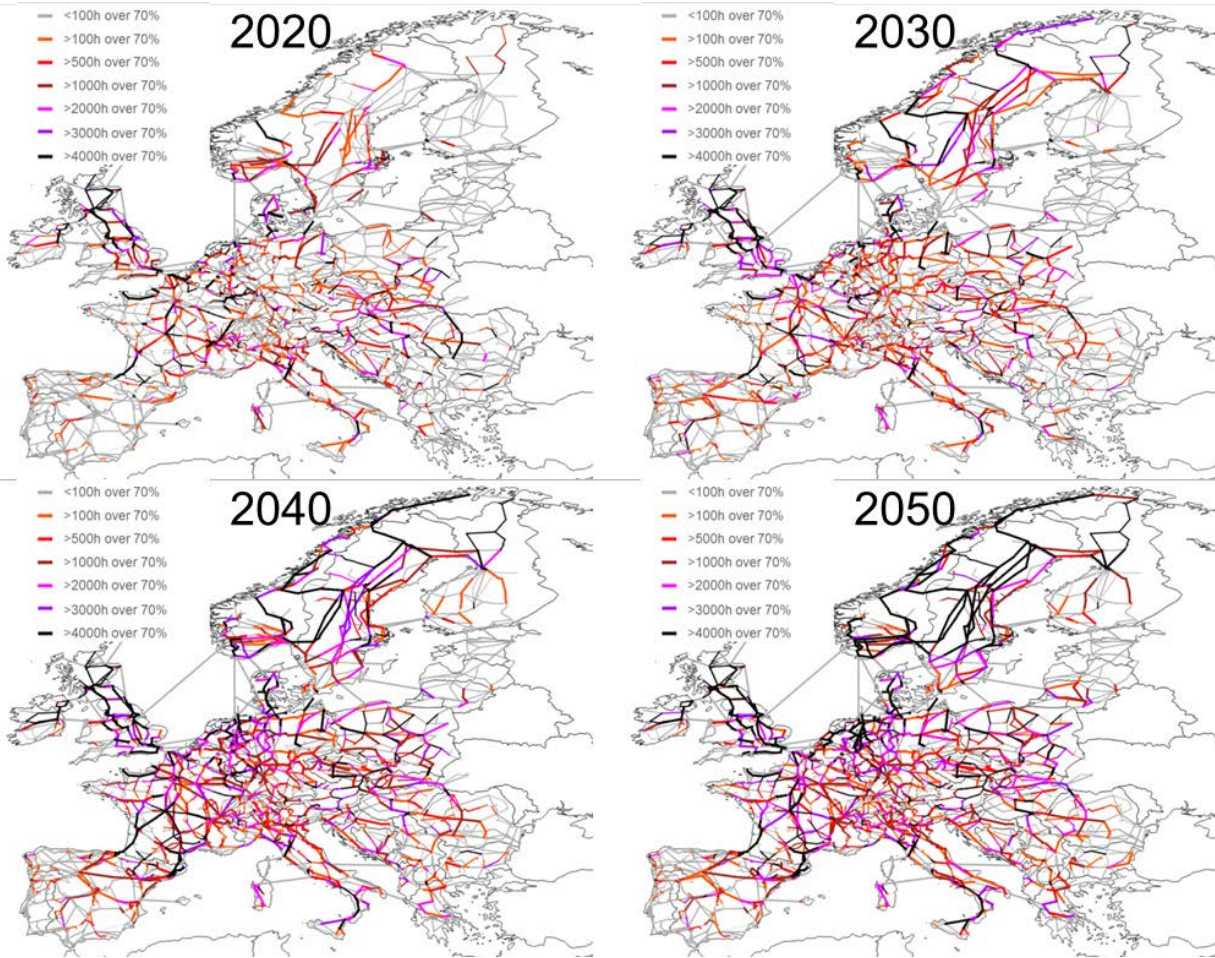 2020
<100h over 70%
>100h over 70%
>500h over 70%
>1000h over 70%
>2000h over 70%
>3000h over 70%
>4000h over 70%
2030
<100h over 70%
>100h over 70%
>500h over 70%
>1000h over 70%
>2000h over 70%
>3000h over 70%
>4000h over 70%
2040
<100h over 70%
>100h over 70%
>500h over 70%
>1000h over 70%
>2000h over 70%
>3000h over 70%
>4000h over 70%
2050
<100h over 70%
>100h over 70%
>500h over 70%
>1000h over 70%
>2000h over 70%
>3000h over 70%
>4000h over 70%